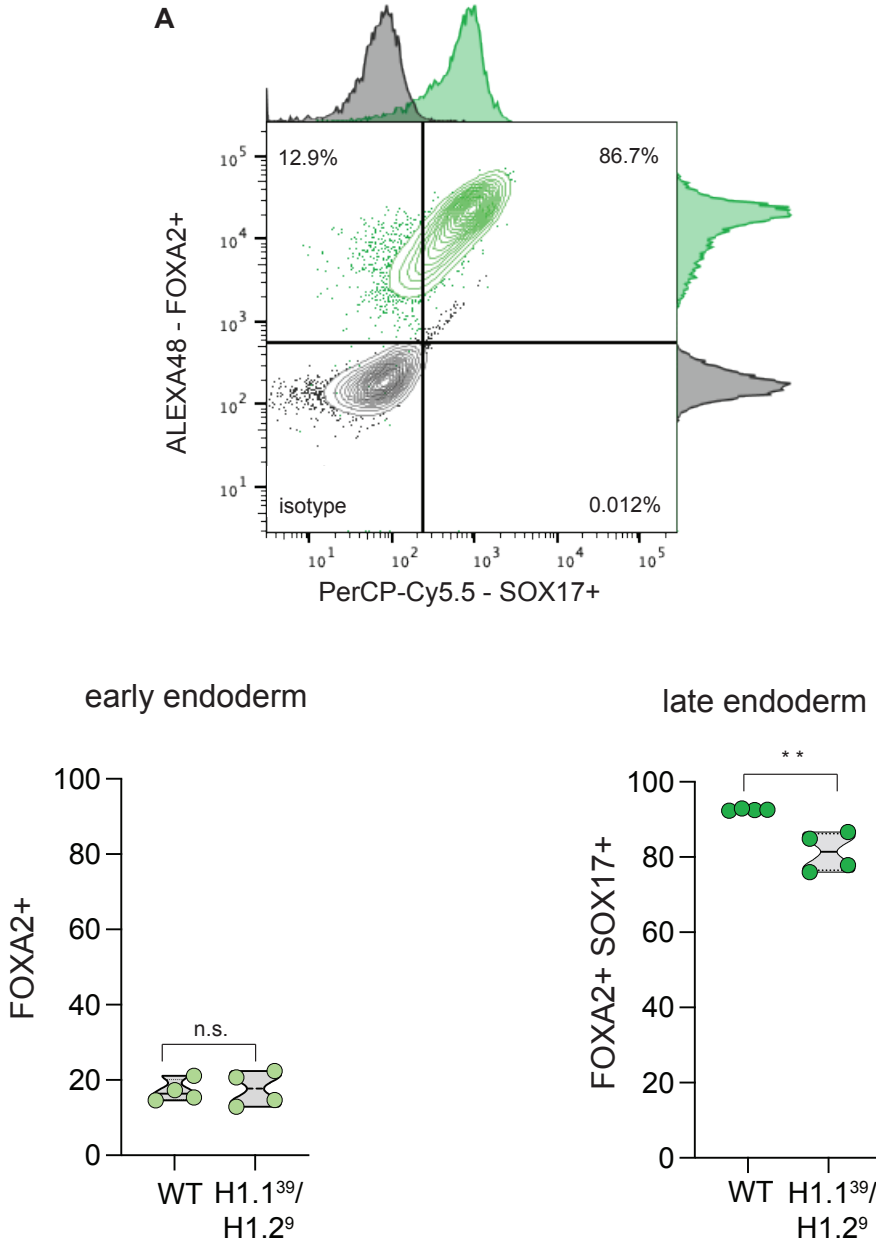 A
12.9%
86.7%
10⁵
10⁴
10³
10²
10¹
ALEXA48 - FOXA2+
isotype
0.012%
10¹ 10² 10³ 10⁴ 10⁵
PerCP-Cy5.5 - SOX17+
early endoderm
100
80
60
40
20
0
FOXA2+
n.s.
WT
H1.1³⁹/
H1.2⁹
late endoderm
100
80
60
40
20
0
FOXA2+ SOX17+
**
WT
H1.1³⁹/
H1.2⁹